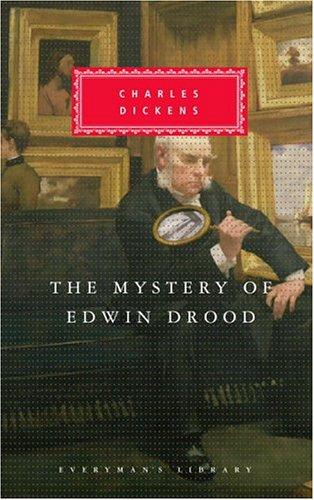 CHARLES
DICKENS
THE MYSTERY OF
EDWIN DROOD
EVERYMAN'S LIBRARY